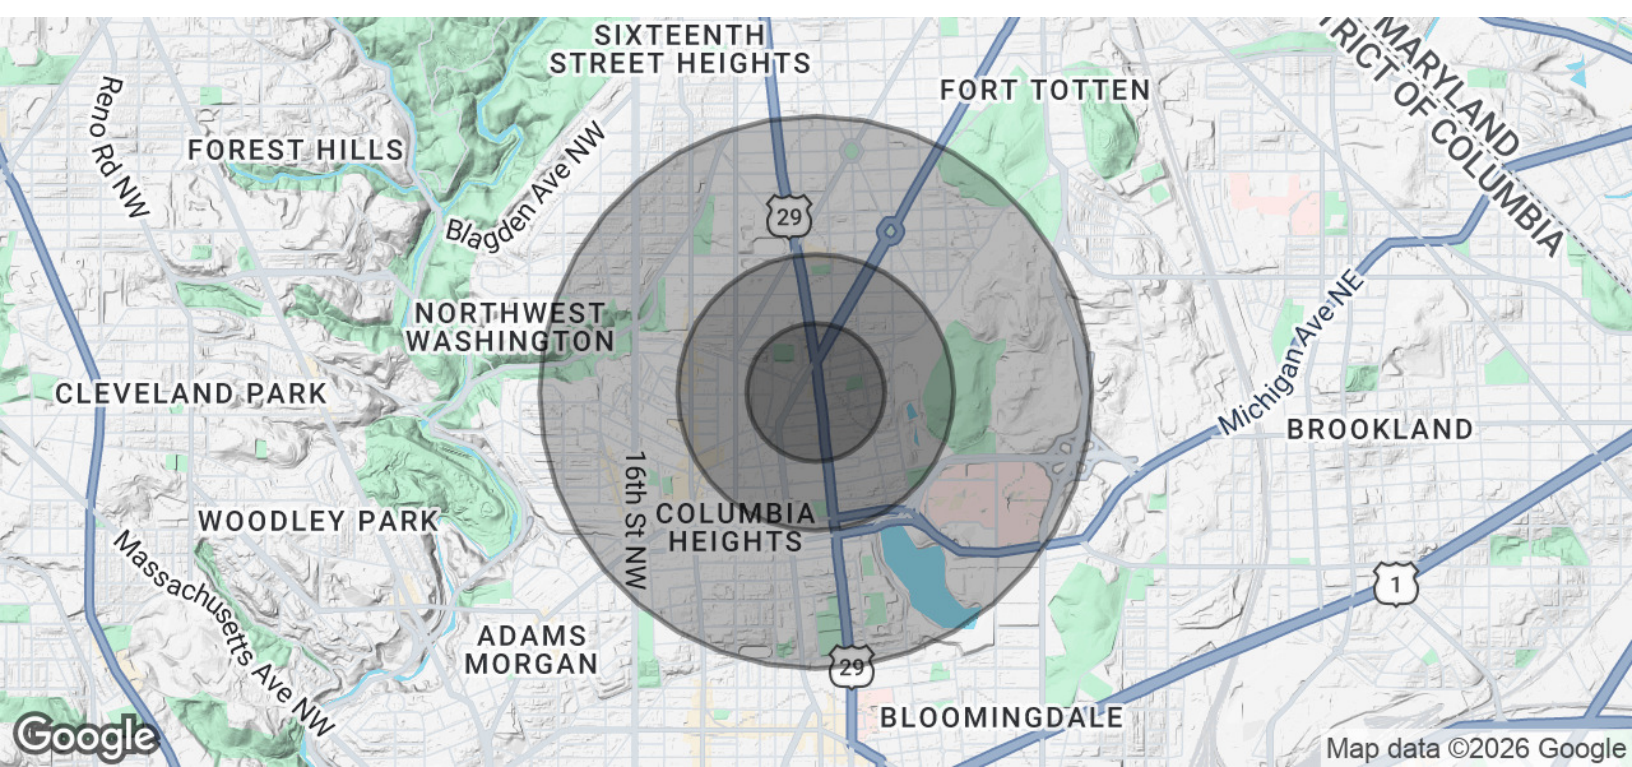 SIXTEENTH
STREET HEIGHTS
MARYLAND
TRICT OF COLUMBIA
FORT TOTTEN
Reno Rd NW
FOREST HILLS
Blagden Ave NW
29
NORTHWEST
WASHINGTON
Michigan Ave NE
CLEVELAND PARK
BROOKLAND
16th St NW
WOODLEY PARK
COLUMBIA
HEIGHTS
Massachusetts Ave NW
1
ADAMS
MORGAN
29
BLOOMINGDALE
Google
Map data ©2026 Google